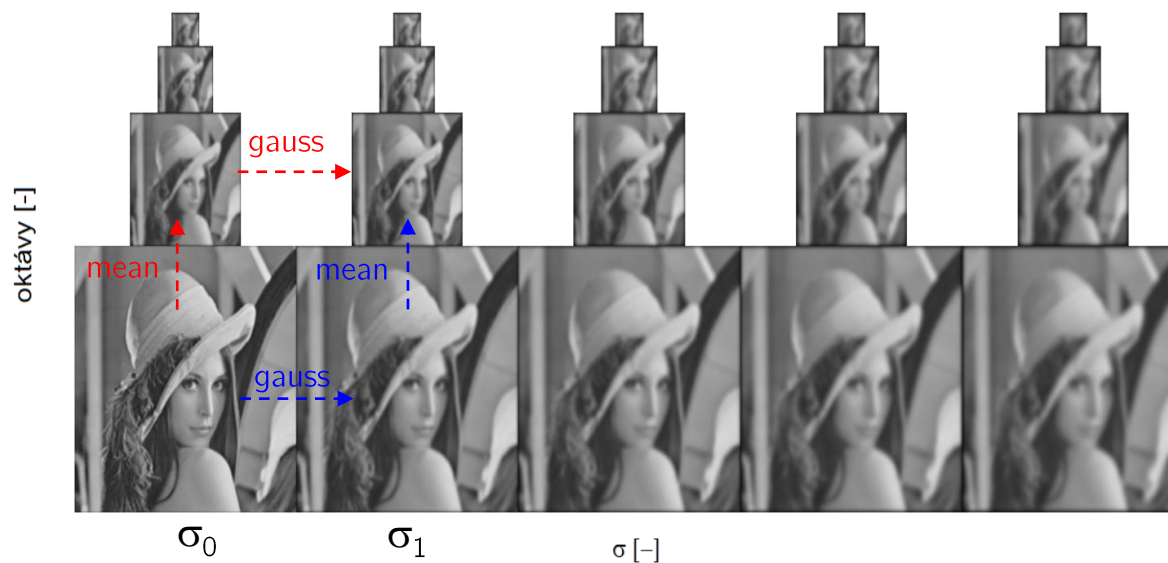 gauss
oktávy [-]
mean
mean
gauss
σ0
σ1
σ [–]